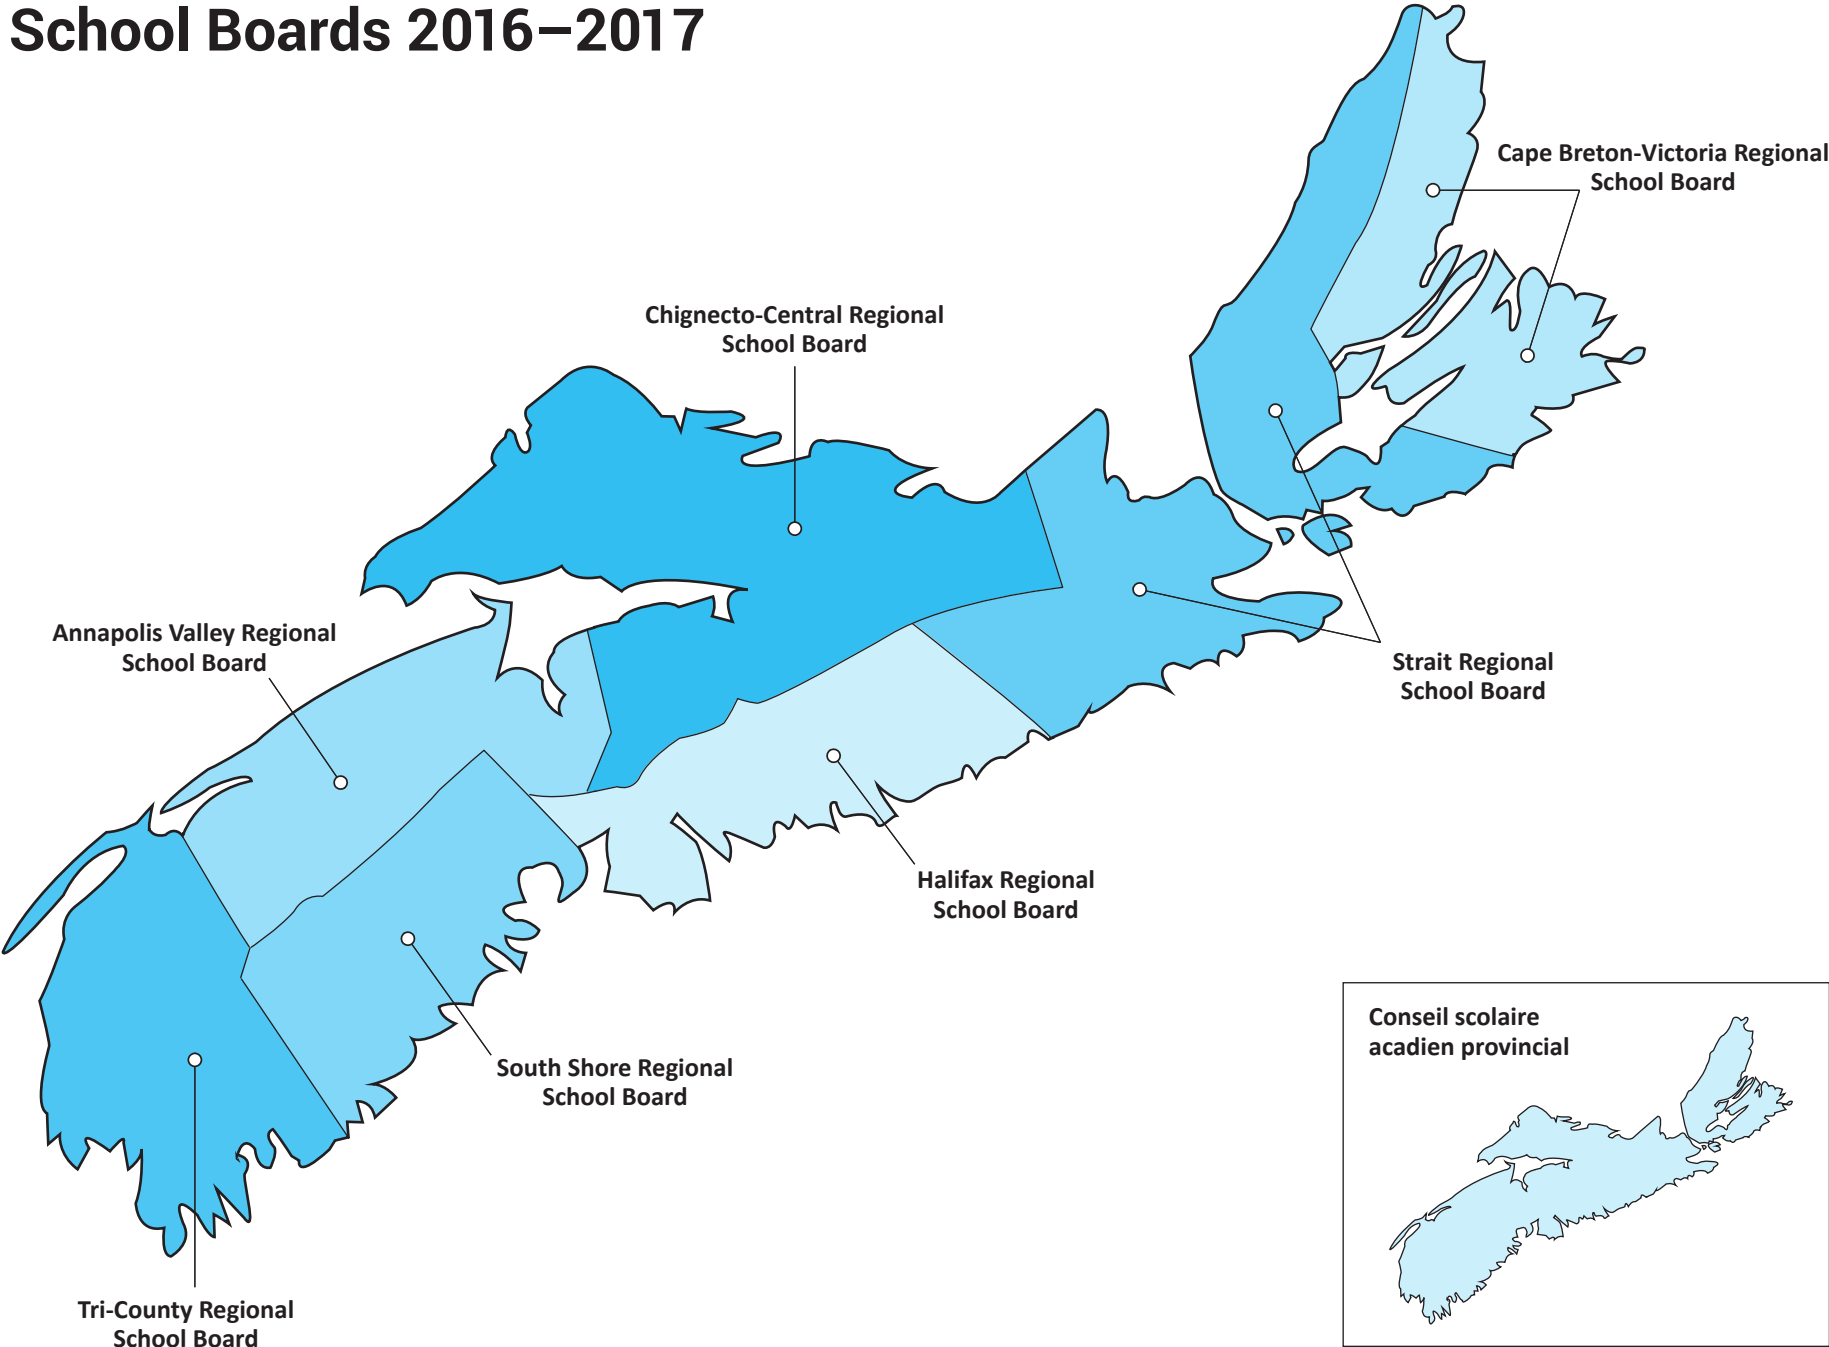 School Boards 2016–2017
Cape Breton-Victoria Regional
School Board
Chignecto-Central Regional
School Board
Annapolis Valley Regional
School Board
Strait Regional
School Board
Halifax Regional
School Board
South Shore Regional
School Board
Tri-County Regional
School Board
Conseil scolaire
acadien provincial